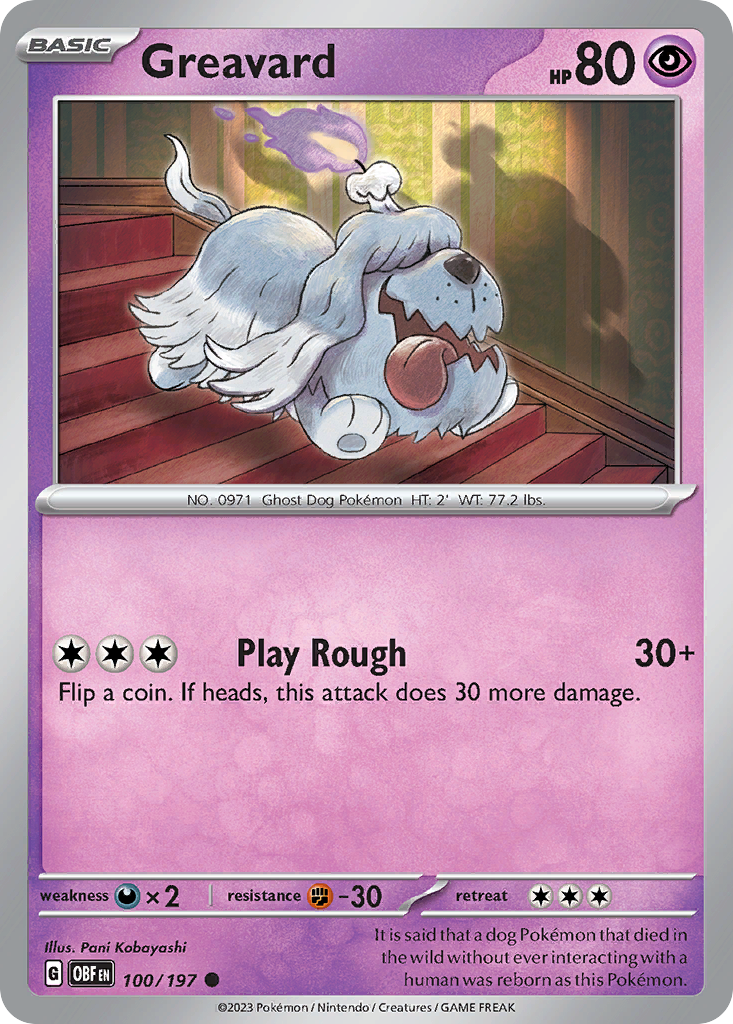 BASIC
Greavard
HP 80
NO. 0971 Ghost Dog Pokémon HT: 2' WT: 77.2 lbs.
Play Rough 30+
Flip a coin. If heads, this attack does 30 more damage.
weakness ×2 resistance -30 retreat
Illus. Pani Kobayashi
It is said that a dog Pokémon that died in
the wild without ever interacting with a
human was reborn as this Pokémon.
G OBF EN 100/197
©2023 Pokémon / Nintendo / Creatures / GAME FREAK